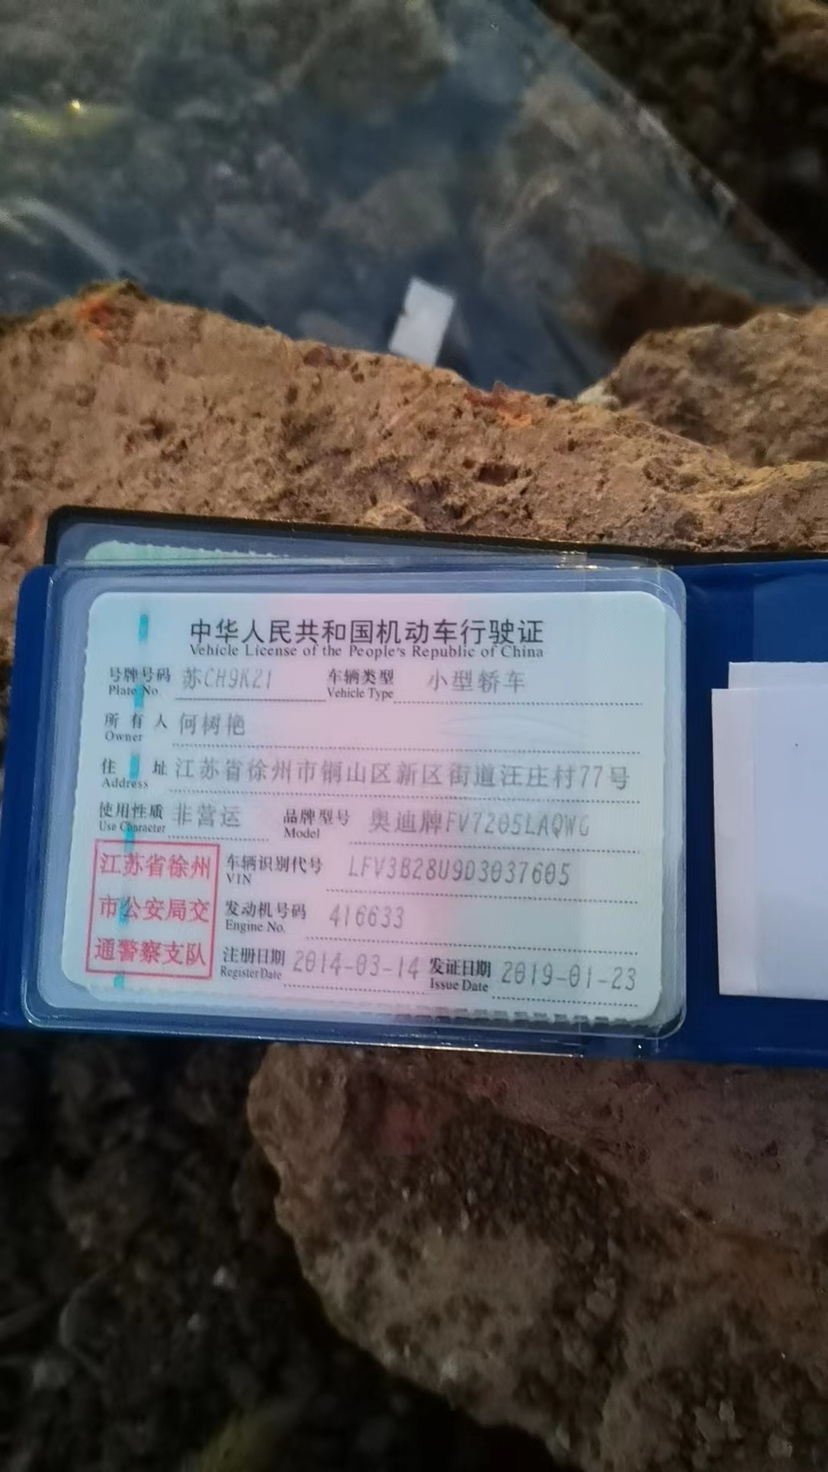 中华人民共和国机动车行驶证
Vehicle License of the People's Republic of China
号牌号码 苏CH9K21 车辆类型 小型轿车
Plate No. Vehicle Type
所有人 何树艳
Owner
住址 江苏省徐州市铜山区新区街道汪庄村77号
Address
使用性质 非营运 品牌型号 奥迪牌FV7205LAQWG
Use Character Model
江苏省徐州 车辆识别代号 LFV3B28U9D3037605
VIN
市公安局交 发动机号码 416633
Engine No.
通警察支队 注册日期 2014-03-14 发证日期 2019-01-23
Register Date Issue Date